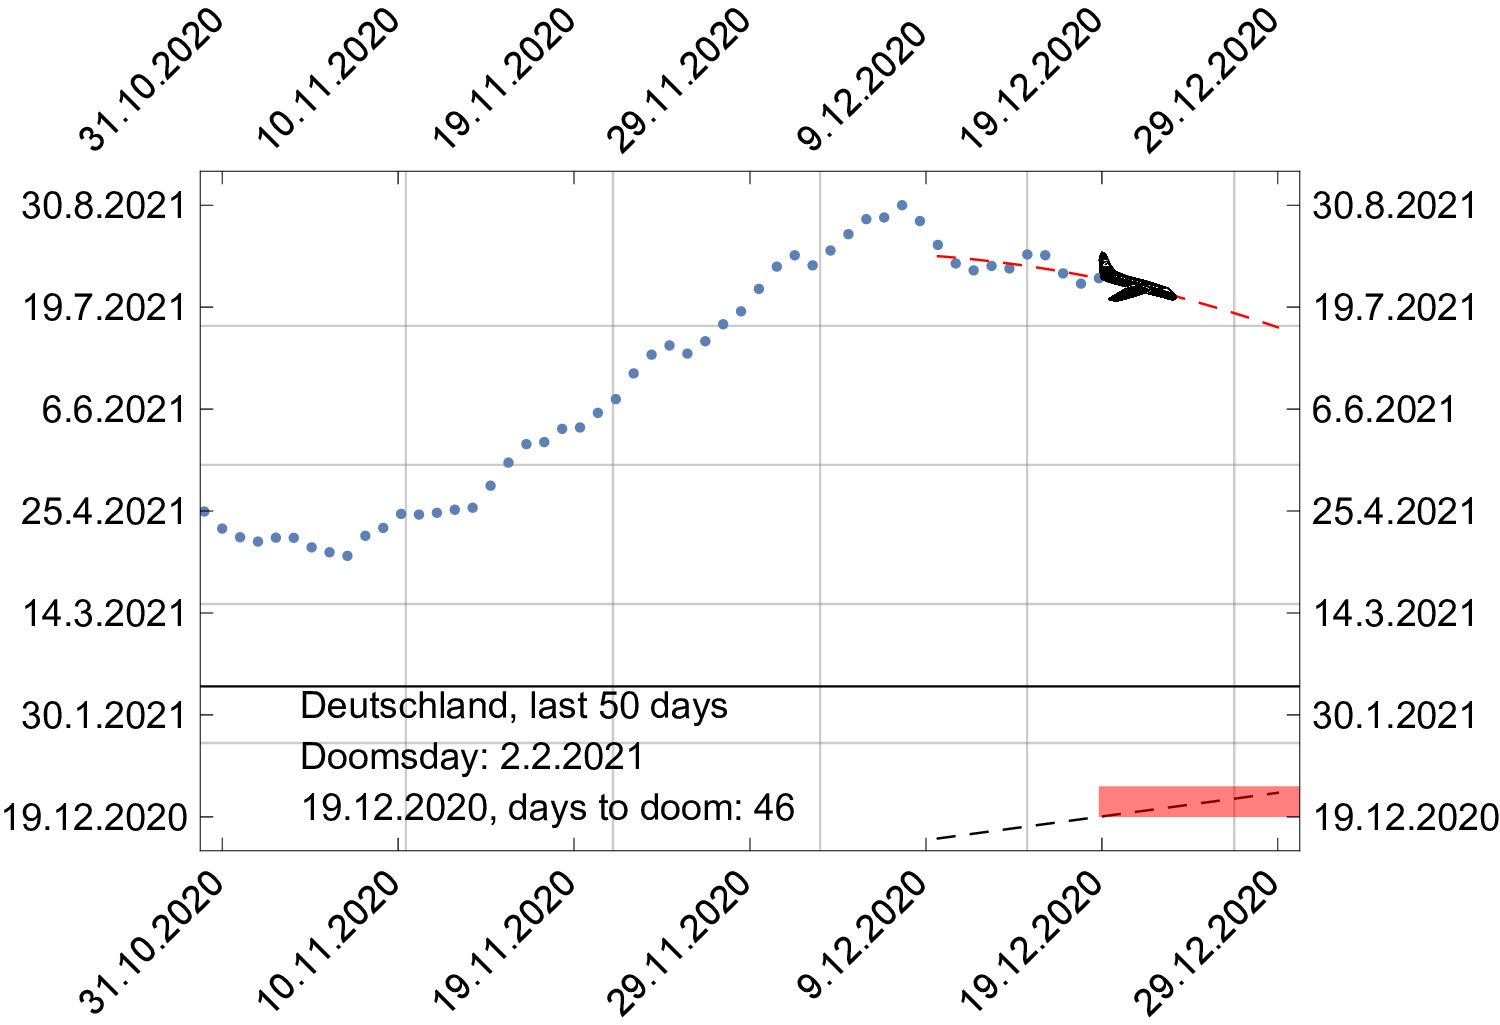 31.10.2020 10.11.2020 19.11.2020 29.11.2020 9.12.2020 19.12.2020 29.12.2020
30.8.2021 30.8.2021
19.7.2021 19.7.2021
6.6.2021 6.6.2021
25.4.2021 25.4.2021
14.3.2021 14.3.2021
Deutschland, last 50 days
30.1.2021 30.1.2021
Doomsday: 2.2.2021
19.12.2020, days to doom: 46
19.12.2020 19.12.2020
31.10.2020 10.11.2020 19.11.2020 29.11.2020 9.12.2020 19.12.2020 29.12.2020